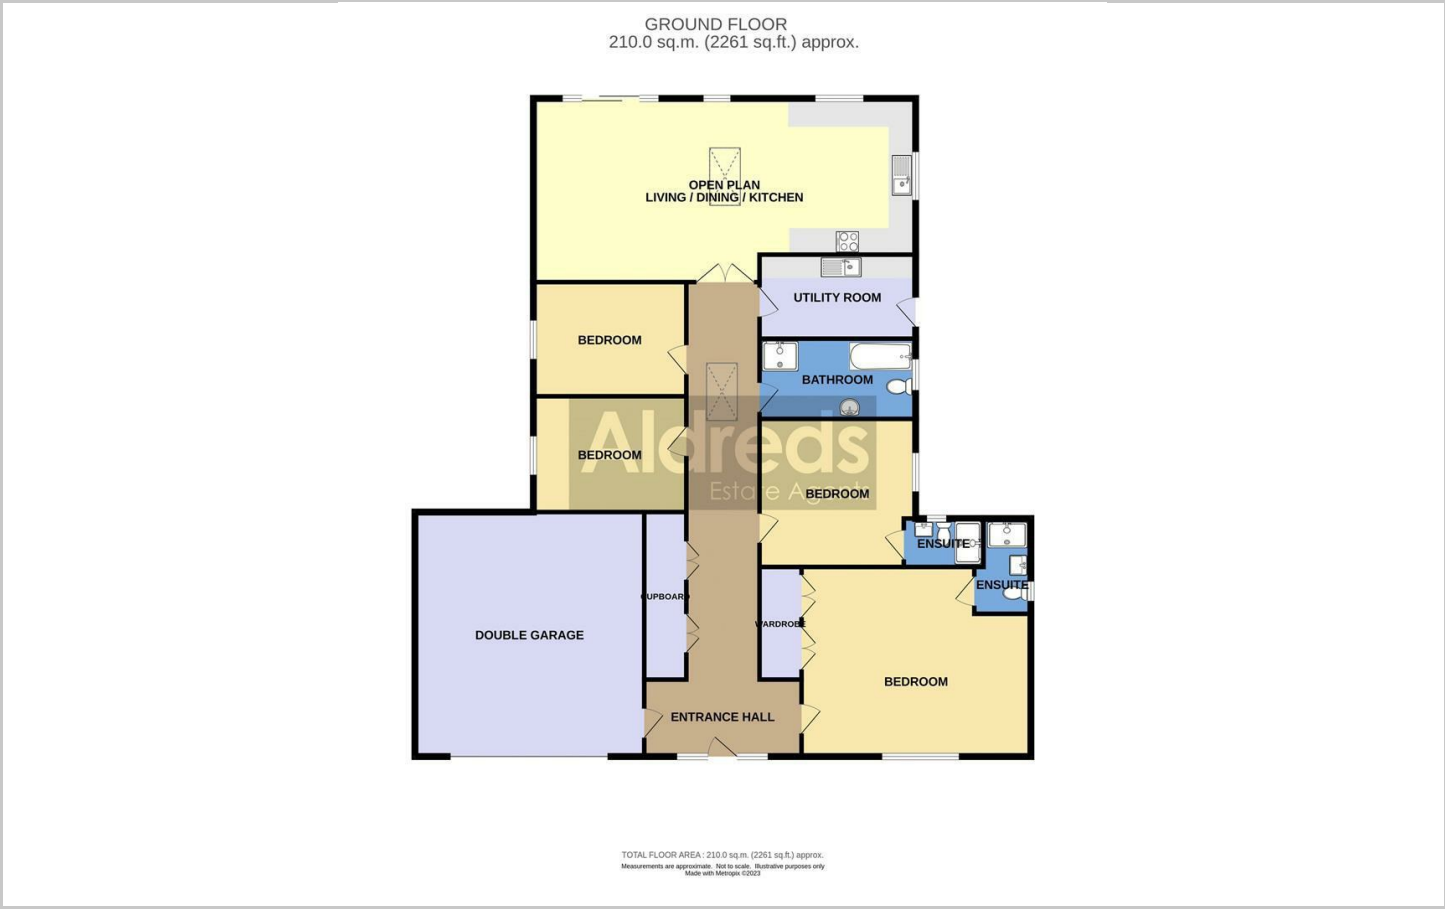 GROUND FLOOR
210.0 sq.m. (2261 sq.ft.) approx.
OPEN PLAN
LIVING / DINING / KITCHEN
UTILITY ROOM
BEDROOM
BATHROOM
Aldreds
Estate Agents
BEDROOM
BEDROOM
ENSUITE
ENSUITE
CUPBOARD
WARDROBE
DOUBLE GARAGE
BEDROOM
ENTRANCE HALL
TOTAL FLOOR AREA : 210.0 sq.m. (2261 sq.ft.) approx.
Measurements are approximate. Not to scale. Illustrative purposes only
Made with Metropix ©2023